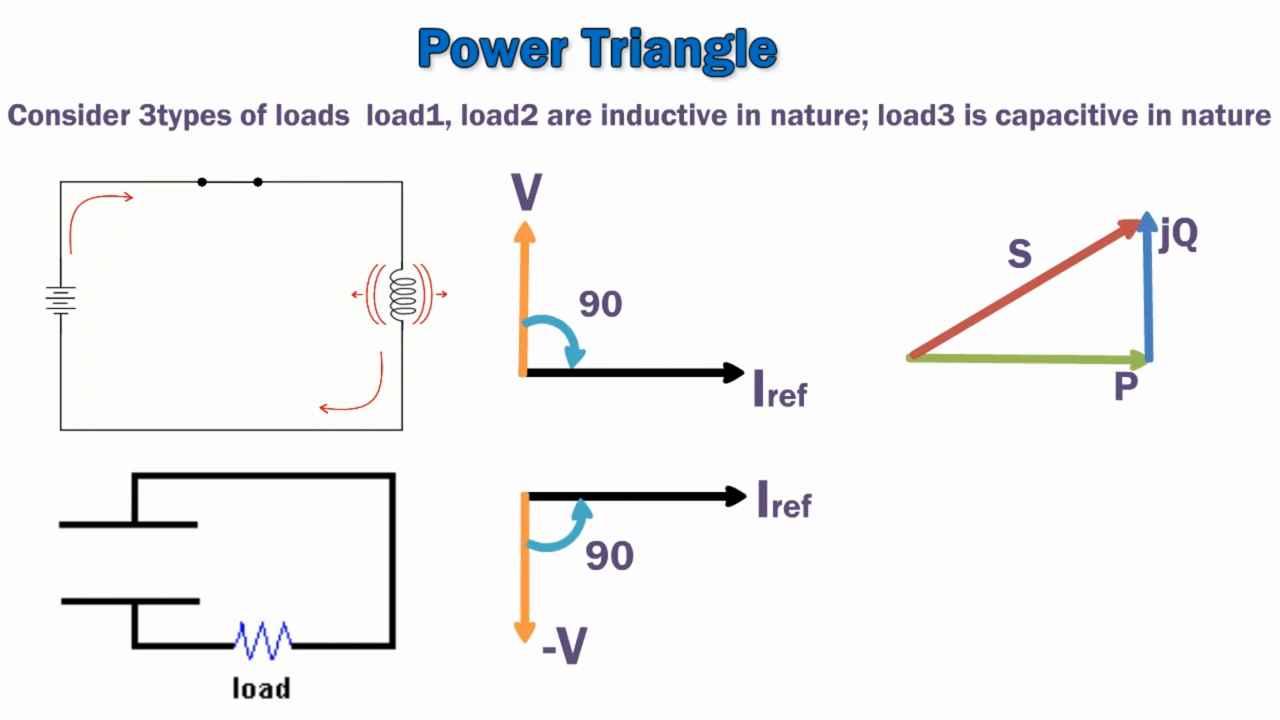 Power Triangle
Consider 3types of loads  load1, load2 are inductive in nature; load3 is capacitive in nature
V
90
Iref
S
jQ
P
Iref
90
-V
load